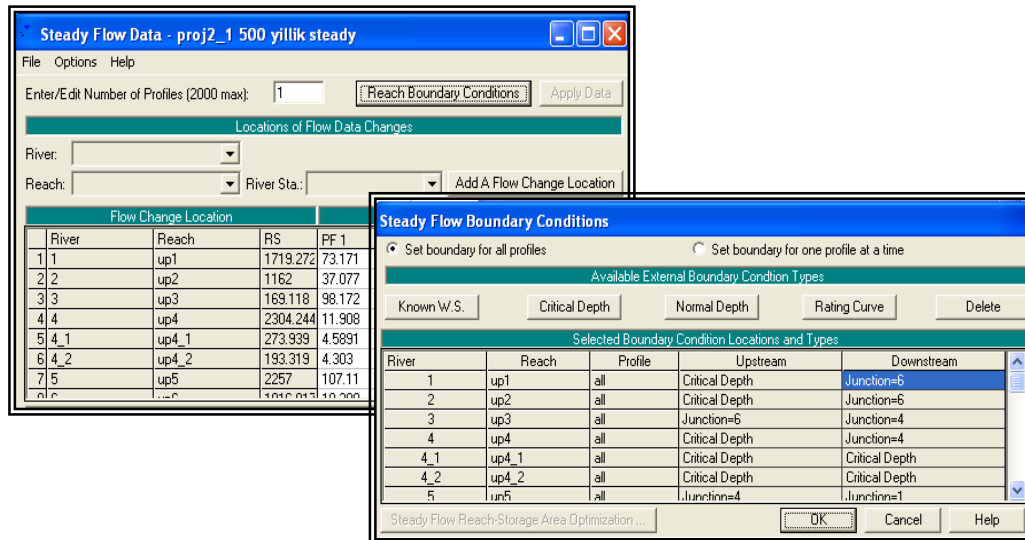 Steady Flow Data - proj2_1 500 yillik steady
File Options Help
Enter/Edit Number of Profiles (2000 max): 1 Reach Boundary Conditions Apply Data
Locations of Flow Data Changes
River:
Reach: River Sta.: Add A Flow Change Location
Flow Change Location
River Reach RS PF 1
1 1 up1 1719.272 73.171
2 2 up2 1162 37.077
3 3 up3 169.118 98.172
4 4 up4 2304.244 11.908
5 4_1 up4_1 273.939 4.5891
6 4_2 up4_2 193.319 4.303
7 5 up5 2257 107.11
Steady Flow Boundary Conditions
Set boundary for all profiles Set boundary for one profile at a time
Available External Boundary Condtion Types
Known W.S. Critical Depth Normal Depth Rating Curve Delete
Selected Boundary Condition Locations and Types
River Reach Profile Upstream Downstream
1 up1 all Critical Depth Junction=6
2 up2 all Critical Depth Junction=6
3 up3 all Junction=6 Junction=4
4 up4 all Critical Depth Junction=4
4_1 up4_1 all Critical Depth Critical Depth
4_2 up4_2 all Critical Depth Critical Depth
5 up5 all Junction=4 Junction=1
Steady Flow Reach-Storage Area Optimization ... OK Cancel Help